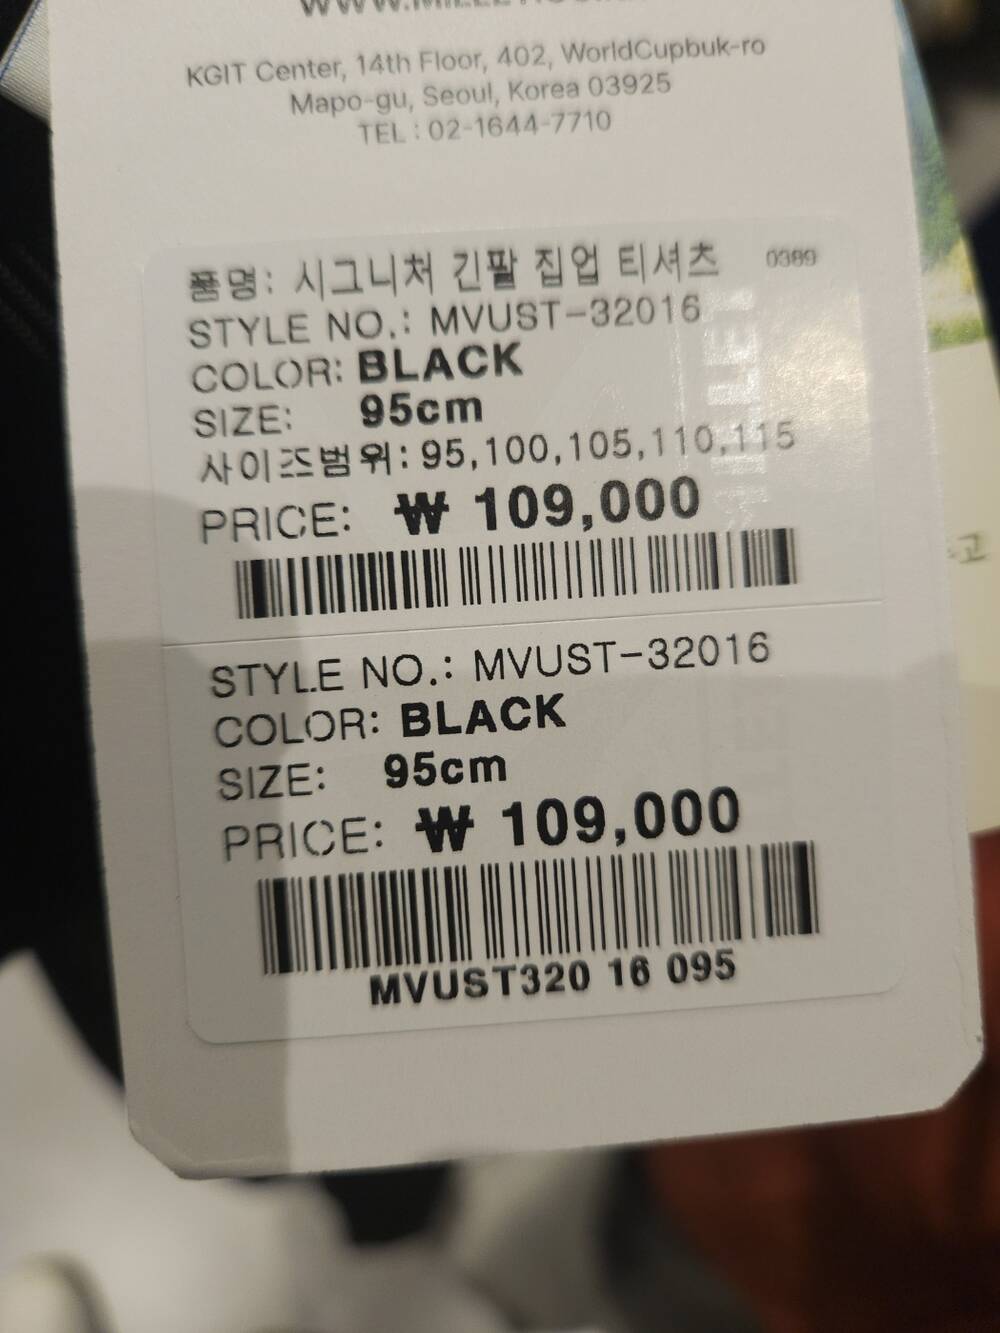 KGIT Center, 14th Floor, 402, WorldCupbuk-ro
Mapo-gu, Seoul, Korea 03925
TEL : 02-1644-7710
품명: 시그니처 긴팔 집업 티셔츠 0389
STYLE NO.: MVUST-32016
COLOR: BLACK
SIZE: 95cm
사이즈범위: 95,100,105,110,115
PRICE: ₩ 109,000
STYLE NO.: MVUST-32016
COLOR: BLACK
SIZE: 95cm
PRICE: ₩ 109,000
MVUST320 16 095
고